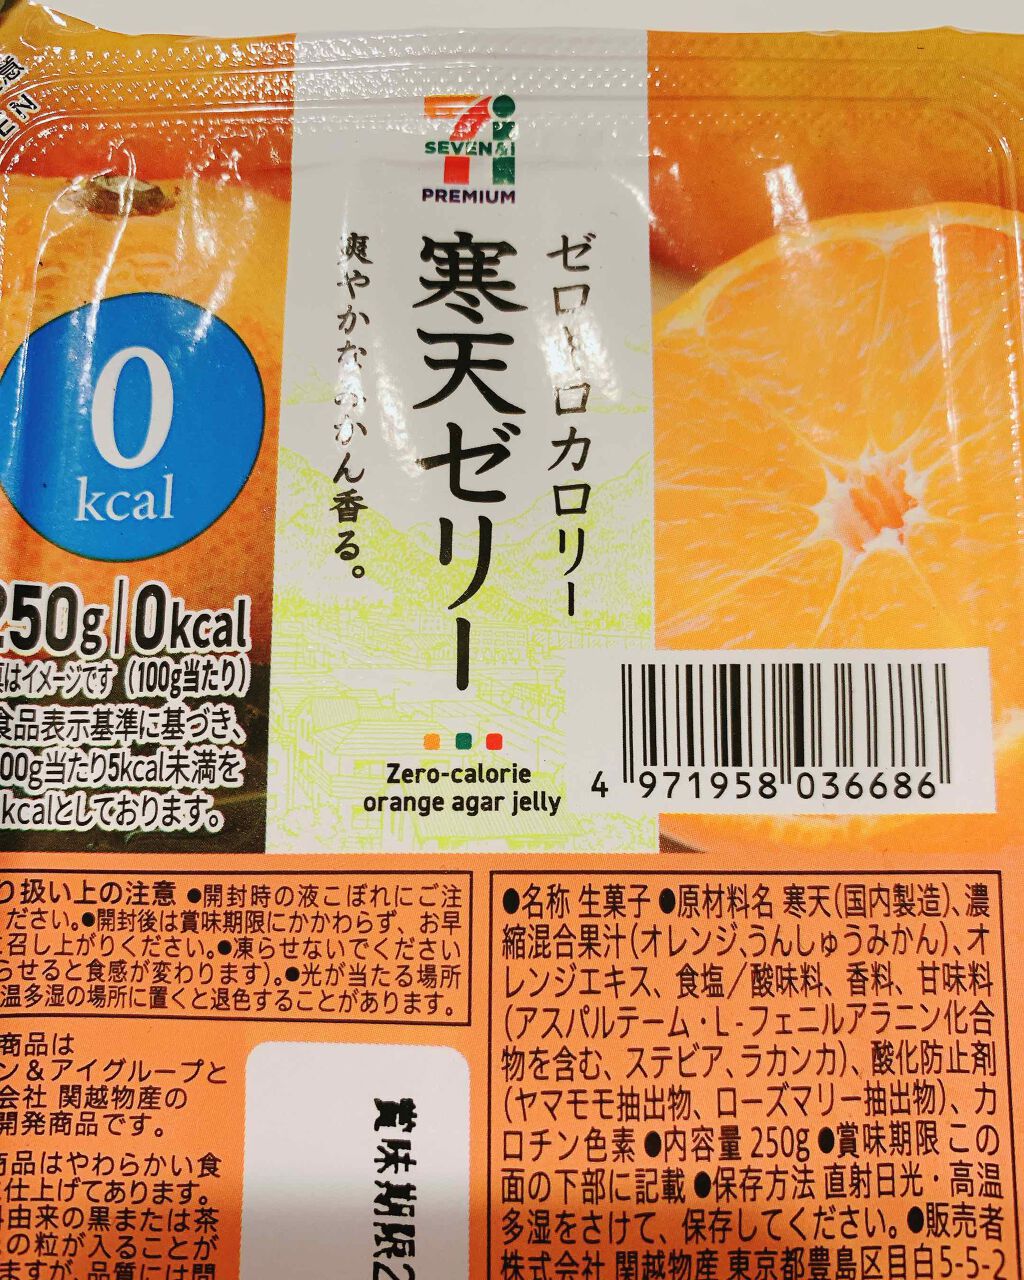 7i
SEVEN&i
PREMIUM
ゼロカロリー
寒天ゼリー
爽やかなみかん香る。
0
kcal
250g|0kcal
(100g当たり)
食品表示基準に基づき、
00g当たり5kcal未満を
kcalとしております。
Zero-calorie
orange agar jelly
4 971958 036686
り扱い上の注意 ●開封時の液こぼれにご注
ださい。●開封後は賞味期限にかかわらず、お早
召し上がりください。●凍らせないでください
らせると食感が変わります)。●光が当たる場所
温多湿の場所に置くと退色することがあります。
商品は
ン&アイグループと
会社 関越物産の
開発商品です。
商品はやわらかい食
仕上げてあります。
由来の黒または茶
の粒が入ることが
ますが、品質には問
賞味期限2
●名称 生菓子 ●原材料名 寒天(国内製造)、濃
縮混合果汁(オレンジ、うんしゅうみかん)、オ
レンジエキス、食塩/酸味料、香料、甘味料
(アスパルテーム・L-フェニルアラニン化合
物を含む、ステビア、ラカンカ)、酸化防止剤
(ヤマモモ抽出物、ローズマリー抽出物)、カ
ロチン色素 ●内容量 250g ●賞味期限 この
面の下部に記載 ●保存方法 直射日光・高温
多湿をさけて、保存してください。●販売者
株式会社 関越物産 東京都豊島区目白5-5-2